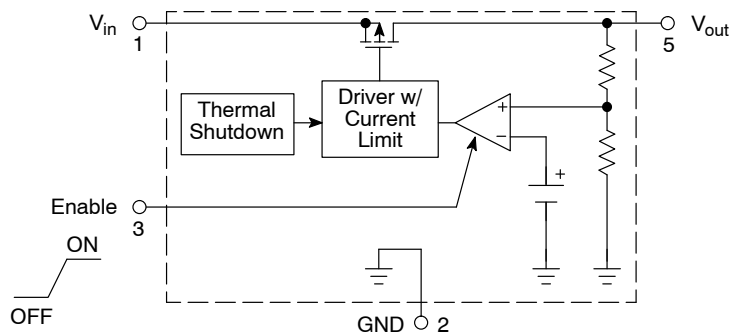 Vin
1
Vout
5
Thermal
Shutdown
Driver w/
Current
Limit
+
−
+
Enable
3
ON
OFF
GND 2